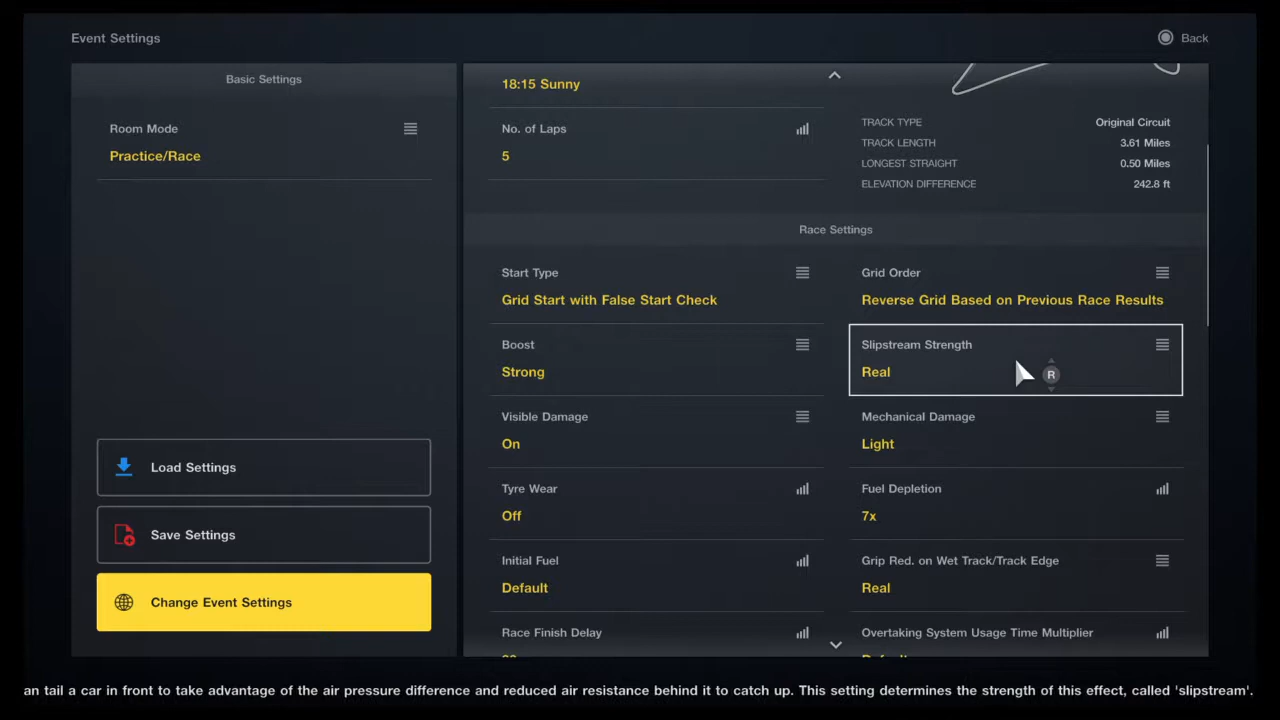 Event Settings
Back
Basic Settings
Room Mode
Practice/Race
Load Settings
Save Settings
Change Event Settings
18:15 Sunny
No. of Laps
5
TRACK TYPE Original Circuit
TRACK LENGTH 3.61 Miles
LONGEST STRAIGHT 0.50 Miles
ELEVATION DIFFERENCE 242.8 ft
Race Settings
Start Type
Grid Start with False Start Check
Grid Order
Reverse Grid Based on Previous Race Results
Boost
Strong
Slipstream Strength
Real
R
Visible Damage
On
Mechanical Damage
Light
Tyre Wear
Off
Fuel Depletion
7x
Initial Fuel
Default
Grip Red. on Wet Track/Track Edge
Real
Race Finish Delay
Overtaking System Usage Time Multiplier
an tail a car in front to take advantage of the air pressure difference and reduced air resistance behind it to catch up. This setting determines the strength of this effect, called 'slipstream'.